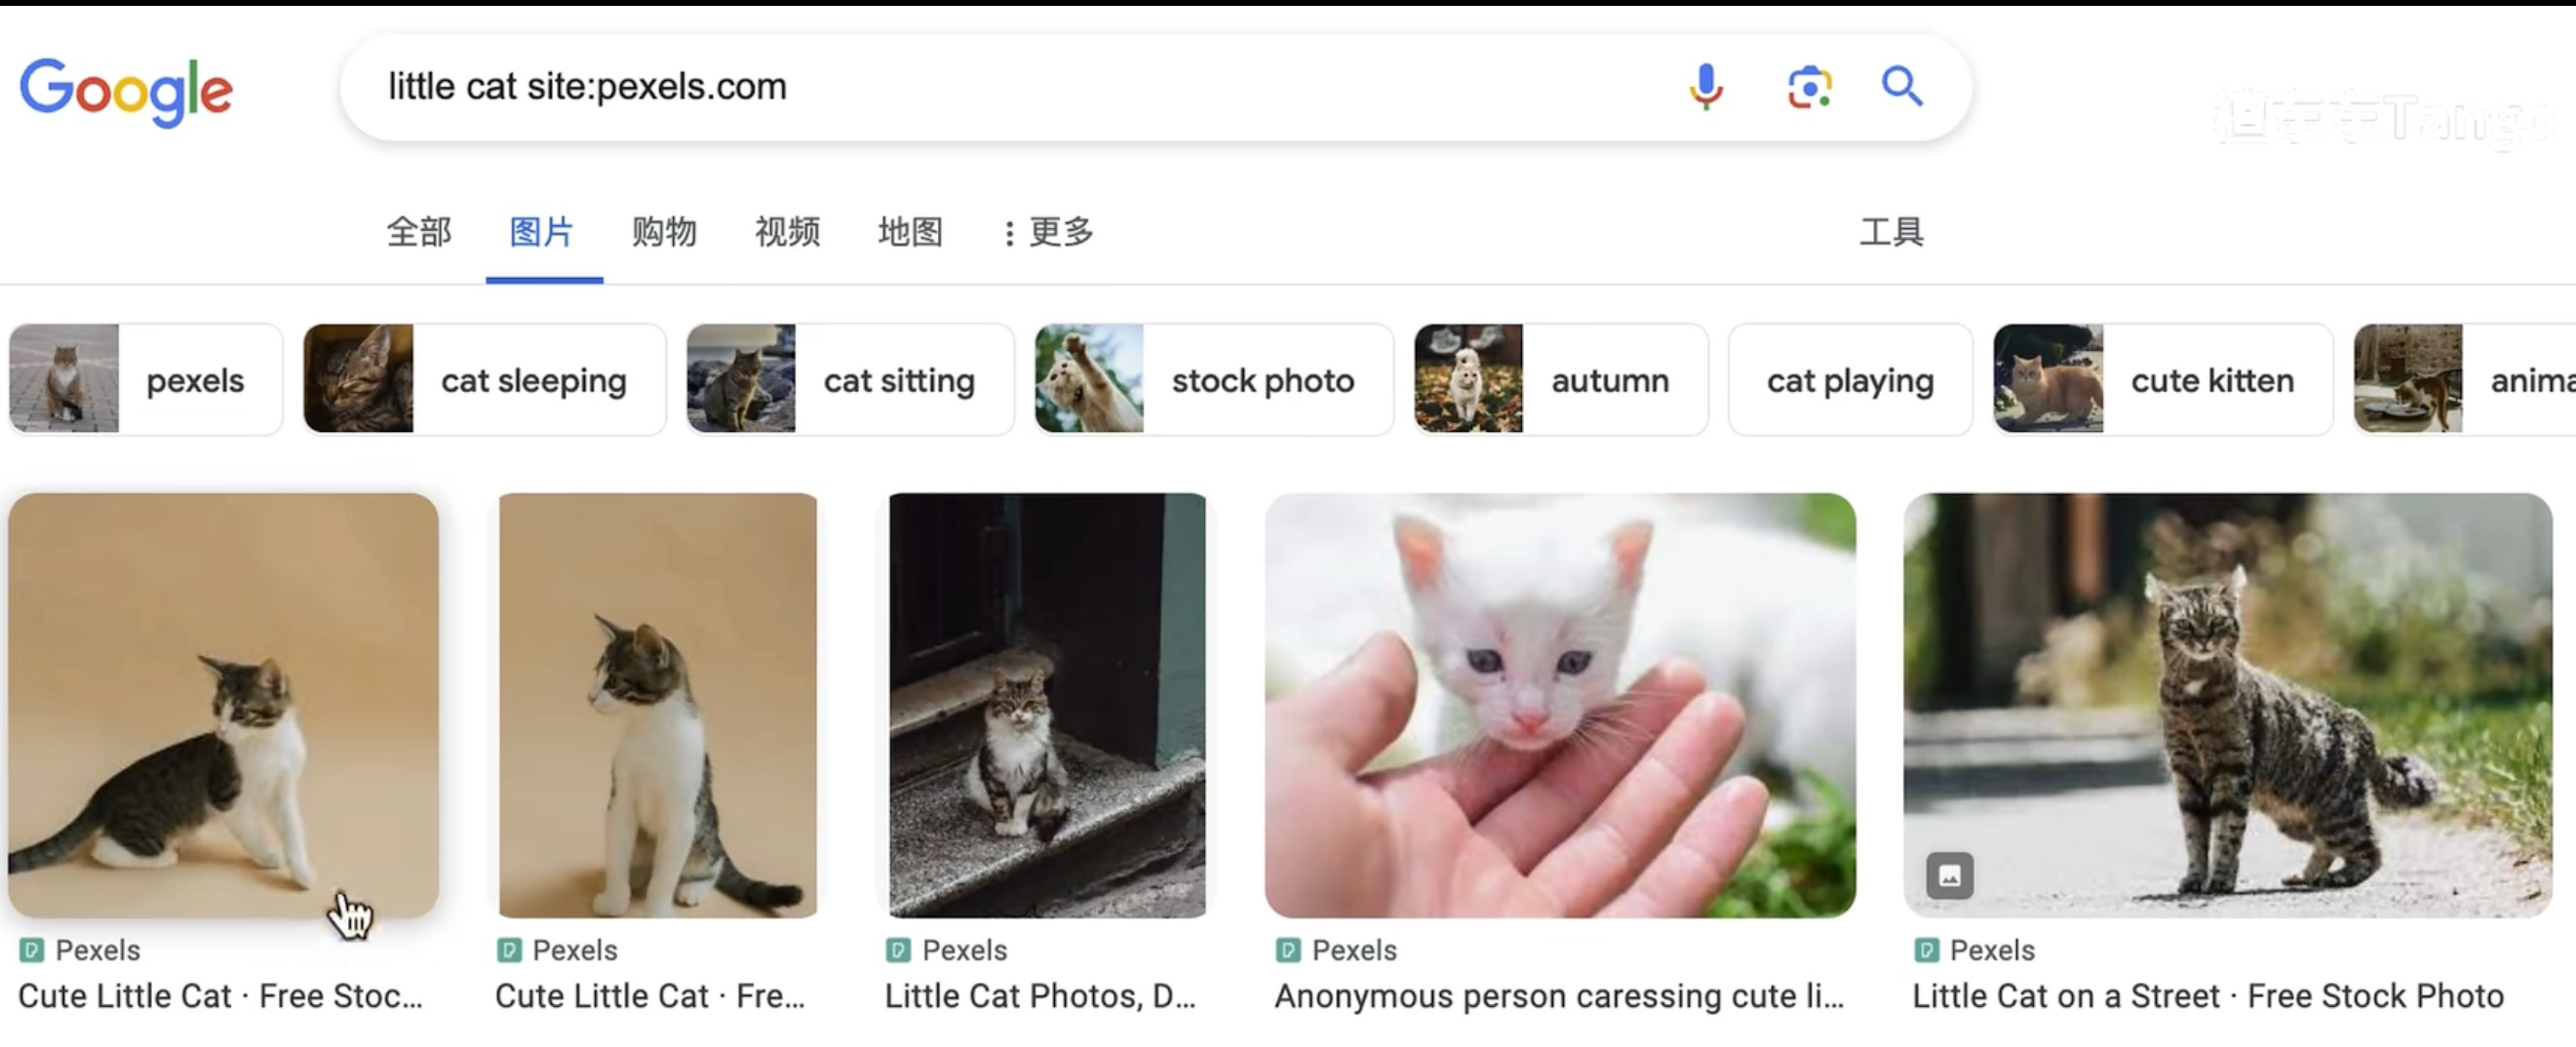 Google
little cat site:pexels.com
全部 图片 购物 视频 地图 更多 工具
pexels cat sleeping cat sitting stock photo autumn cat playing cute kitten anima
Pexels Pexels Pexels Pexels Pexels
Cute Little Cat · Free Stoc... Cute Little Cat · Fre... Little Cat Photos, D... Anonymous person caressing cute li... Little Cat on a Street · Free Stock Photo